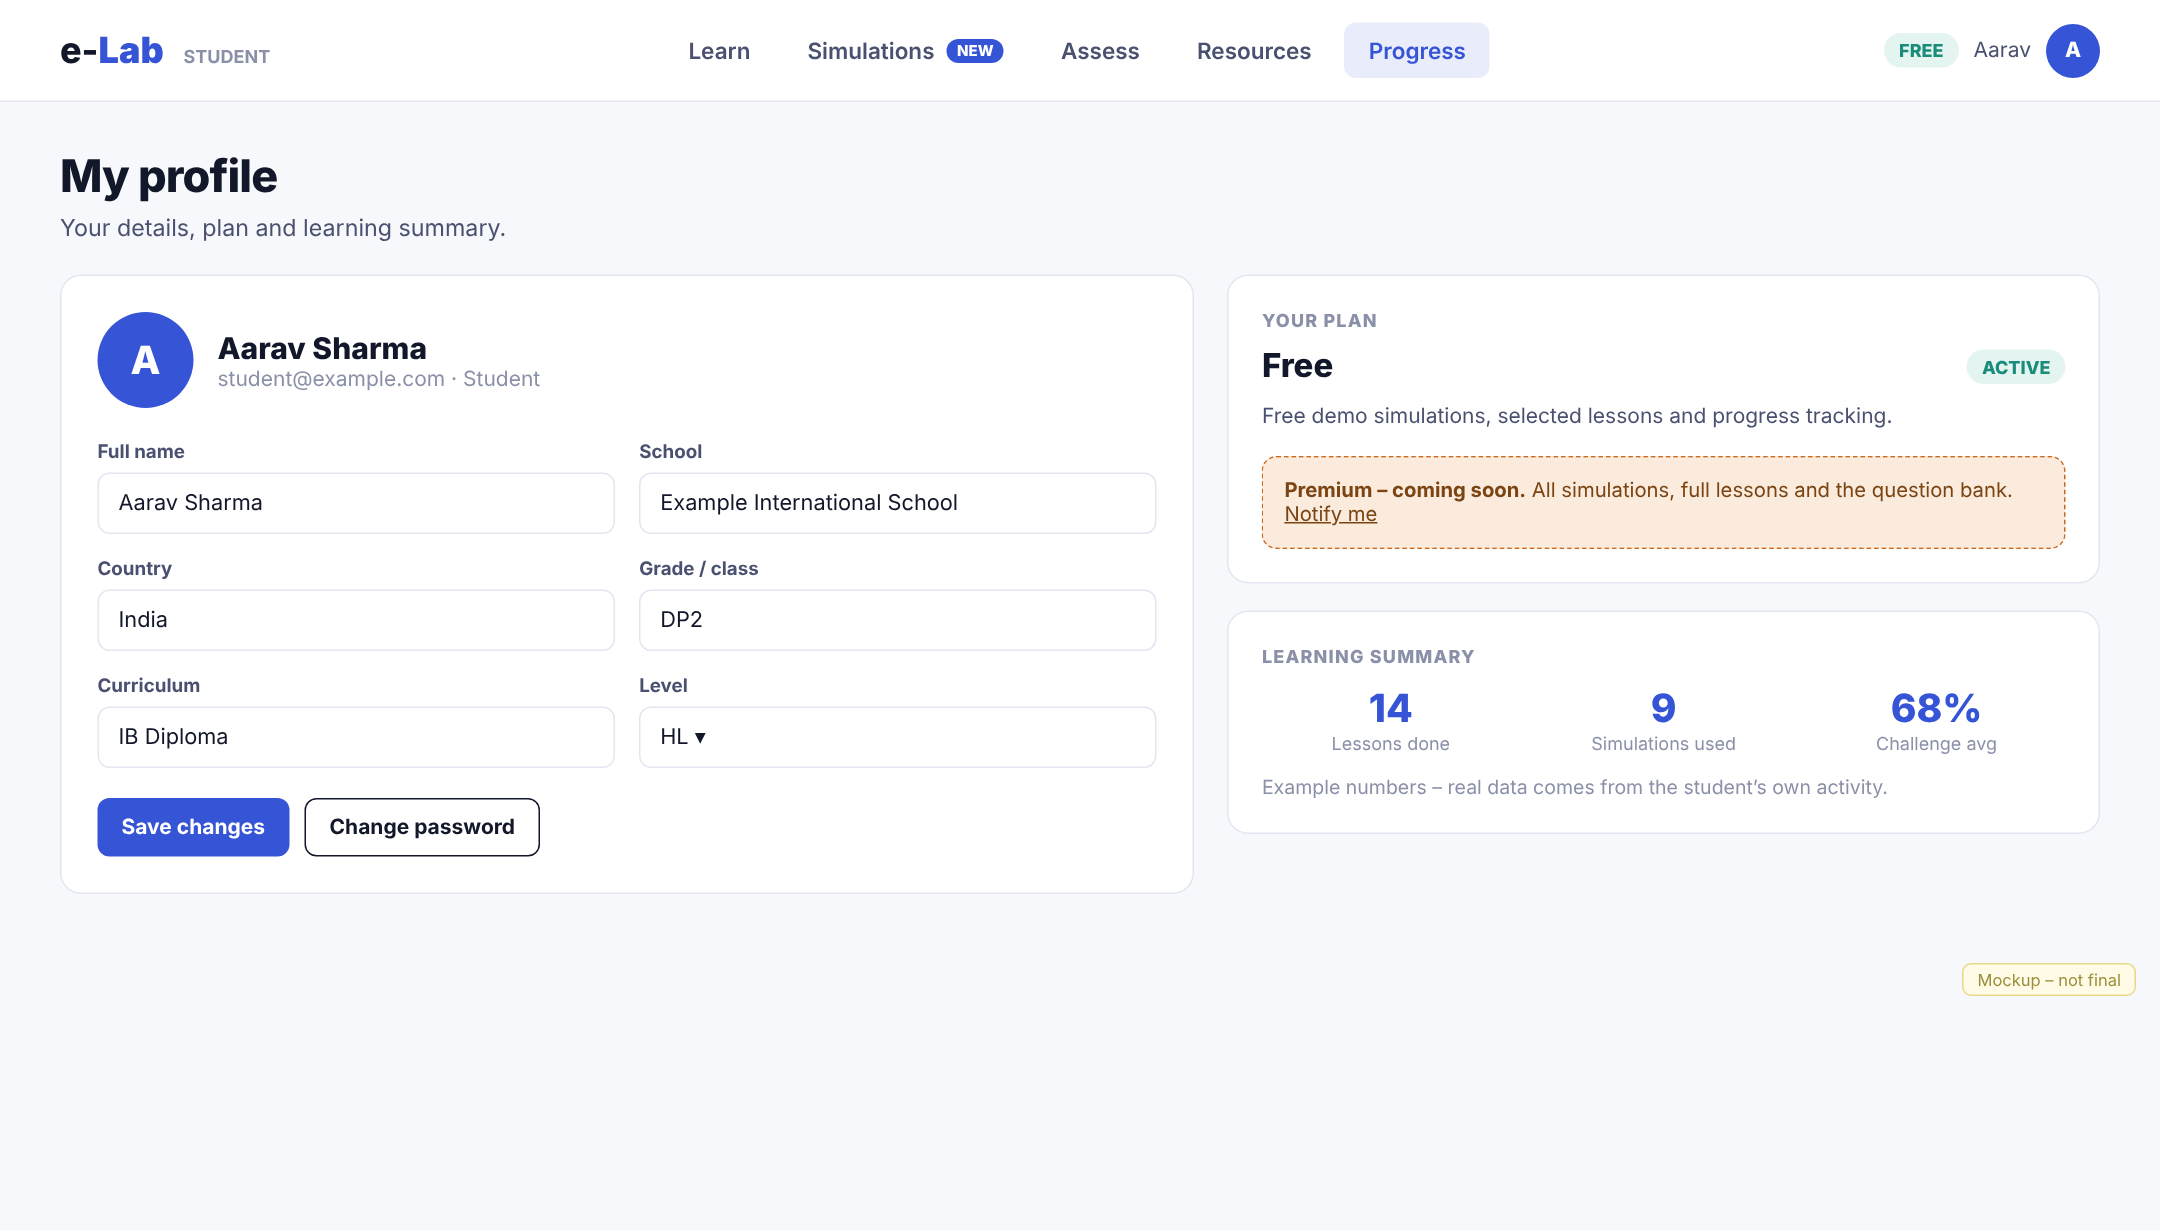 e-Lab STUDENT
Learn Simulations NEW Assess Resources Progress
FREE Aarav A
My profile
Your details, plan and learning summary.
A
Aarav Sharma
student@example.com · Student
Full name
Aarav Sharma
School
Example International School
Country
India
Grade / class
DP2
Curriculum
IB Diploma
Level
HL ▾
Save changes
Change password
YOUR PLAN
Free
ACTIVE
Free demo simulations, selected lessons and progress tracking.
Premium – coming soon. All simulations, full lessons and the question bank.
Notify me
LEARNING SUMMARY
14
Lessons done
9
Simulations used
68%
Challenge avg
Example numbers – real data comes from the student’s own activity.
Mockup – not final